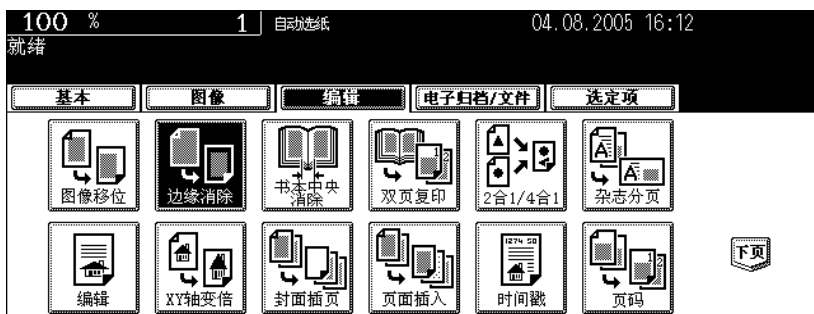 100 % 1 自动选纸 04.08.2005 16:12
就绪
基本 图像 编辑 电子归档/文件 选定项
图像移位 边缘消除 书本中央消除 双页复印 2合1/4合1 杂志分页
编辑 XY轴变倍 封面插页 页面插入 时间戳 页码 下页